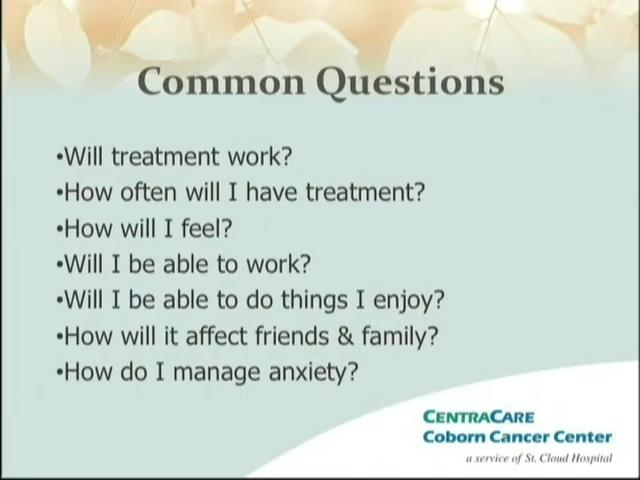 Common Questions
•Will treatment work?
•How often will I have treatment?
•How will I feel?
•Will I be able to work?
•Will I be able to do things I enjoy?
•How will it affect friends & family?
•How do I manage anxiety?
CENTRACARE
Coborn Cancer Center
a service of St. Cloud Hospital